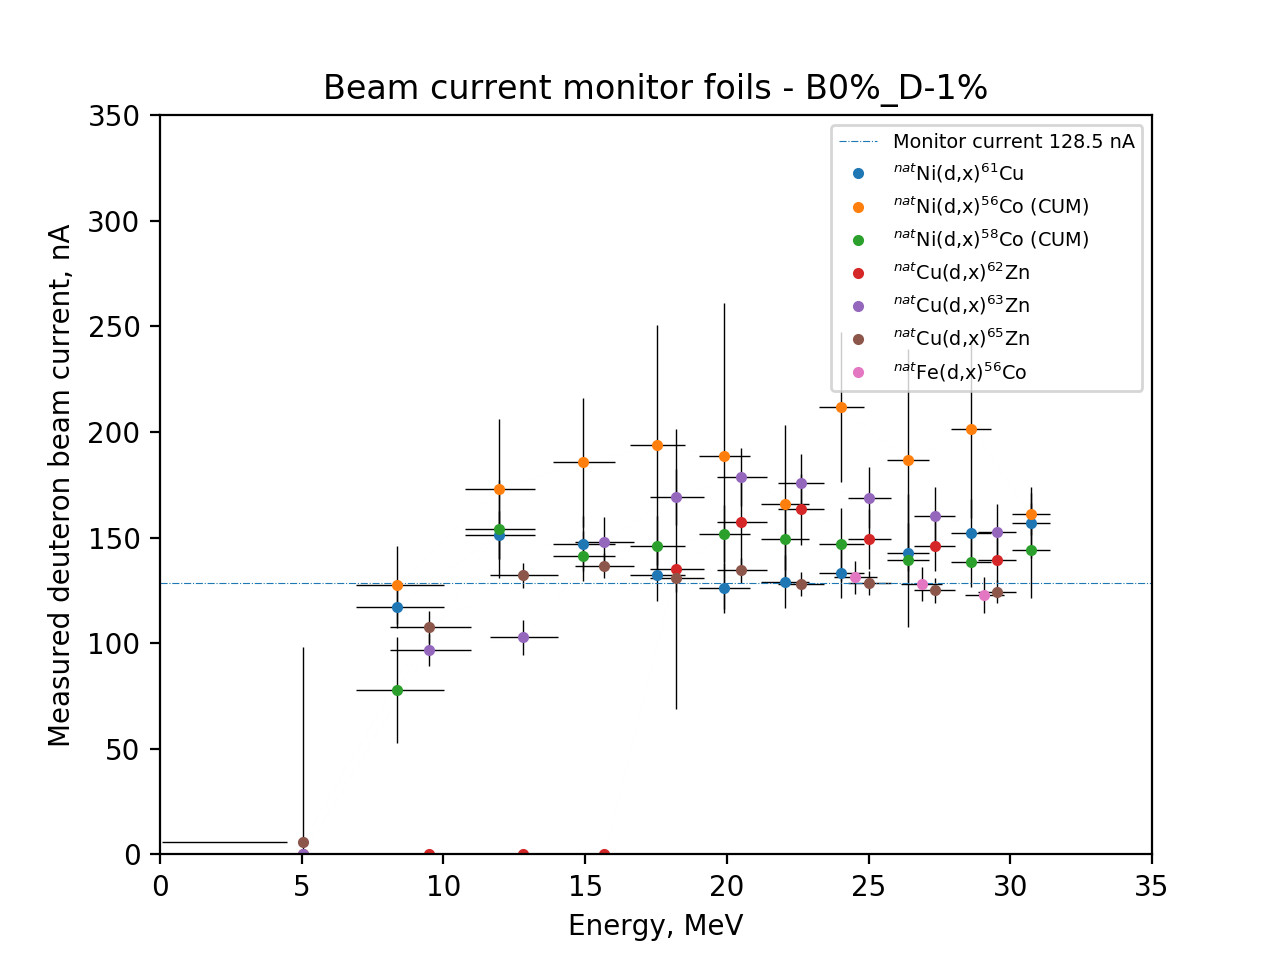 Beam current monitor foils - B0%_D-1%
Measured deuteron beam current, nA
350
300
250
200
150
100
50
0
Monitor current 128.5 nA
natNi(d,x)61Cu
natNi(d,x)56Co (CUM)
natNi(d,x)58Co (CUM)
natCu(d,x)62Zn
natCu(d,x)63Zn
natCu(d,x)65Zn
natFe(d,x)56Co
0 5 10 15 20 25 30 35
Energy, MeV